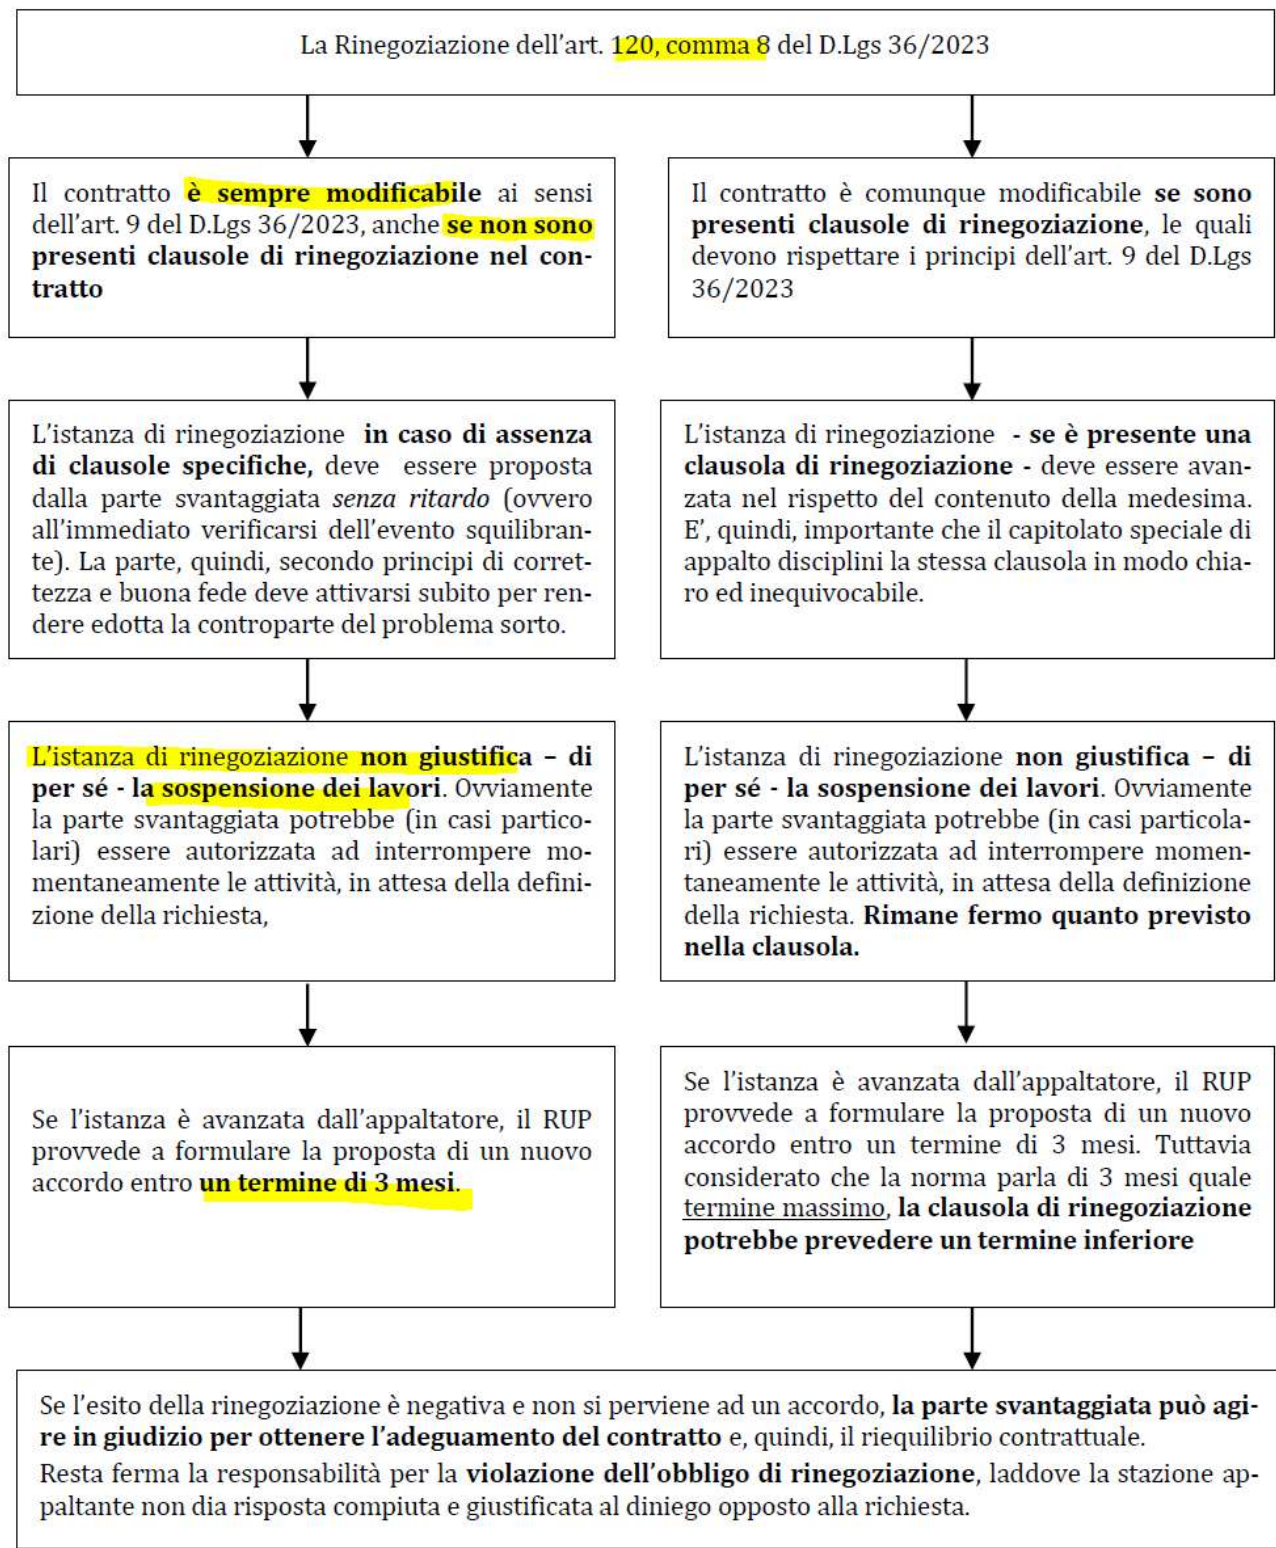 La Rinegoziazione dell'art. 120, comma 8 del D.Lgs 36/2023
Il contratto è sempre modificabile ai sensi
dell'art. 9 del D.Lgs 36/2023, anche se non sono
presenti clausole di rinegoziazione nel con-
tratto
Il contratto è comunque modificabile se sono
presenti clausole di rinegoziazione, le quali
devono rispettare i principi dell'art. 9 del D.Lgs
36/2023
L'istanza di rinegoziazione in caso di assenza
di clausole specifiche, deve essere proposta
dalla parte svantaggiata senza ritardo (ovvero
all'immediato verificarsi dell'evento squilibran-
te). La parte, quindi, secondo principi di corret-
tezza e buona fede deve attivarsi subito per ren-
dere edotta la controparte del problema sorto.
L'istanza di rinegoziazione - se è presente una
clausola di rinegoziazione - deve essere avan-
zata nel rispetto del contenuto della medesima.
E', quindi, importante che il capitolato speciale di
appalto disciplini la stessa clausola in modo chia-
ro ed inequivocabile.
L'istanza di rinegoziazione non giustifica – di
per sé - la sospensione dei lavori. Ovviamente
la parte svantaggiata potrebbe (in casi partico-
lari) essere autorizzata ad interrompere mo-
mentaneamente le attività, in attesa della defini-
zione della richiesta,
L'istanza di rinegoziazione non giustifica – di
per sé - la sospensione dei lavori. Ovviamente
la parte svantaggiata potrebbe (in casi particola-
ri) essere autorizzata ad interrompere momen-
taneamente le attività, in attesa della definizione
della richiesta. Rimane fermo quanto previsto
nella clausola.
Se l'istanza è avanzata dall'appaltatore, il RUP
provvede a formulare la proposta di un nuovo
accordo entro un termine di 3 mesi.
Se l'istanza è avanzata dall'appaltatore, il RUP
provvede a formulare la proposta di un nuovo
accordo entro un termine di 3 mesi. Tuttavia
considerato che la norma parla di 3 mesi quale
termine massimo, la clausola di rinegoziazione
potrebbe prevedere un termine inferiore
Se l'esito della rinegoziazione è negativa e non si perviene ad un accordo, la parte svantaggiata può agi-
re in giudizio per ottenere l'adeguamento del contratto e, quindi, il riequilibrio contrattuale.
Resta ferma la responsabilità per la violazione dell'obbligo di rinegoziazione, laddove la stazione ap-
paltante non dia risposta compiuta e giustificata al diniego opposto alla richiesta.